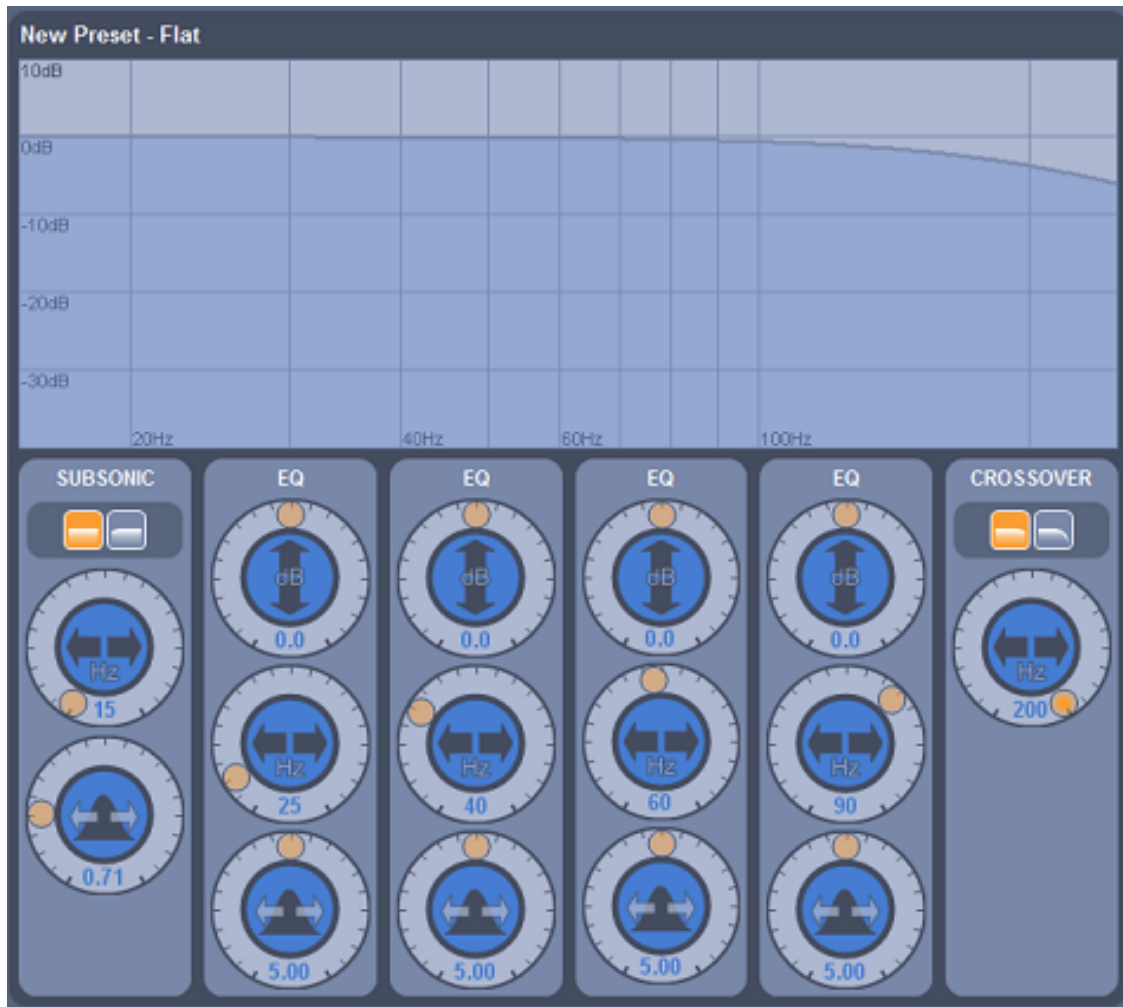 New Preset - Flat
10dB
0dB
-10dB
-20dB
-30dB
20Hz 40Hz 60Hz 100Hz
SUBSONIC EQ EQ EQ EQ CROSSOVER
dB dB dB dB
0.0 0.0 0.0 0.0
Hz Hz
15 200
Hz Hz Hz Hz
25 40 60 90
0.71
5.00 5.00 5.00 5.00